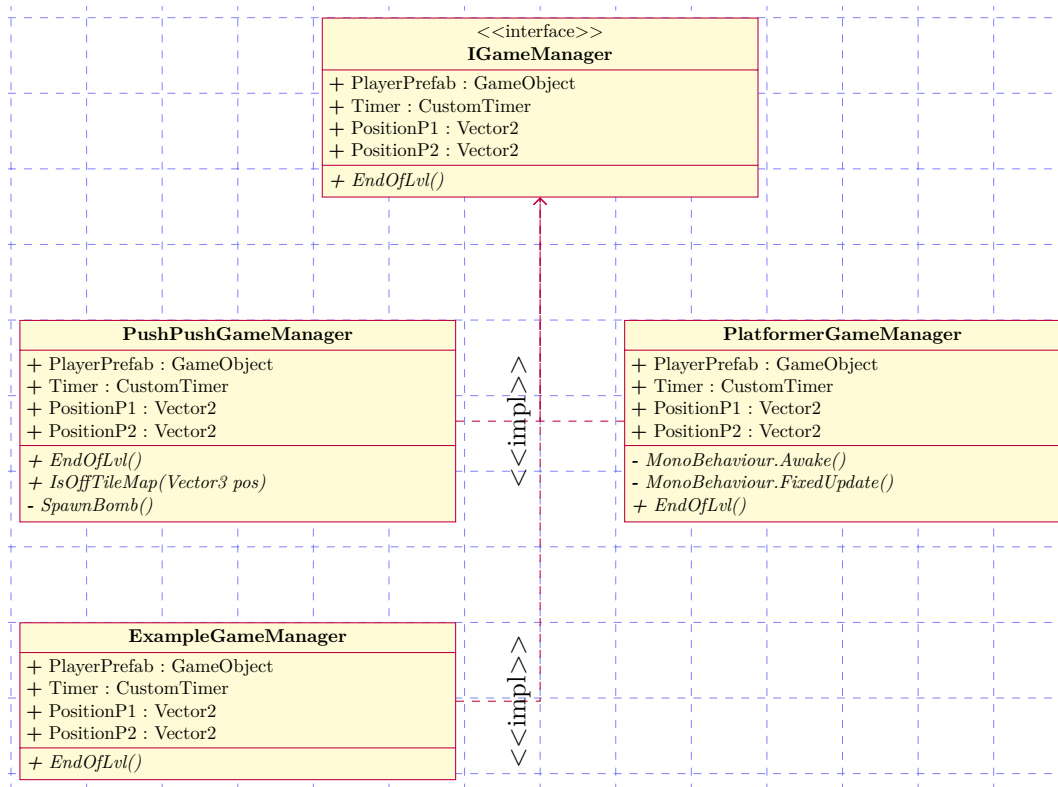 <<interface>>
IGameManager
+ PlayerPrefab : GameObject
+ Timer : CustomTimer
+ PositionP1 : Vector2
+ PositionP2 : Vector2
+ EndOfLvl()
PushPushGameManager
+ PlayerPrefab : GameObject
+ Timer : CustomTimer
+ PositionP1 : Vector2
+ PositionP2 : Vector2
+ EndOfLvl()
+ IsOffTileMap(Vector3 pos)
- SpawnBomb()
<<impl>>
PlatformerGameManager
+ PlayerPrefab : GameObject
+ Timer : CustomTimer
+ PositionP1 : Vector2
+ PositionP2 : Vector2
- MonoBehaviour.Awake()
- MonoBehaviour.FixedUpdate()
+ EndOfLvl()
ExampleGameManager
+ PlayerPrefab : GameObject
+ Timer : CustomTimer
+ PositionP1 : Vector2
+ PositionP2 : Vector2
+ EndOfLvl()
<<impl>>